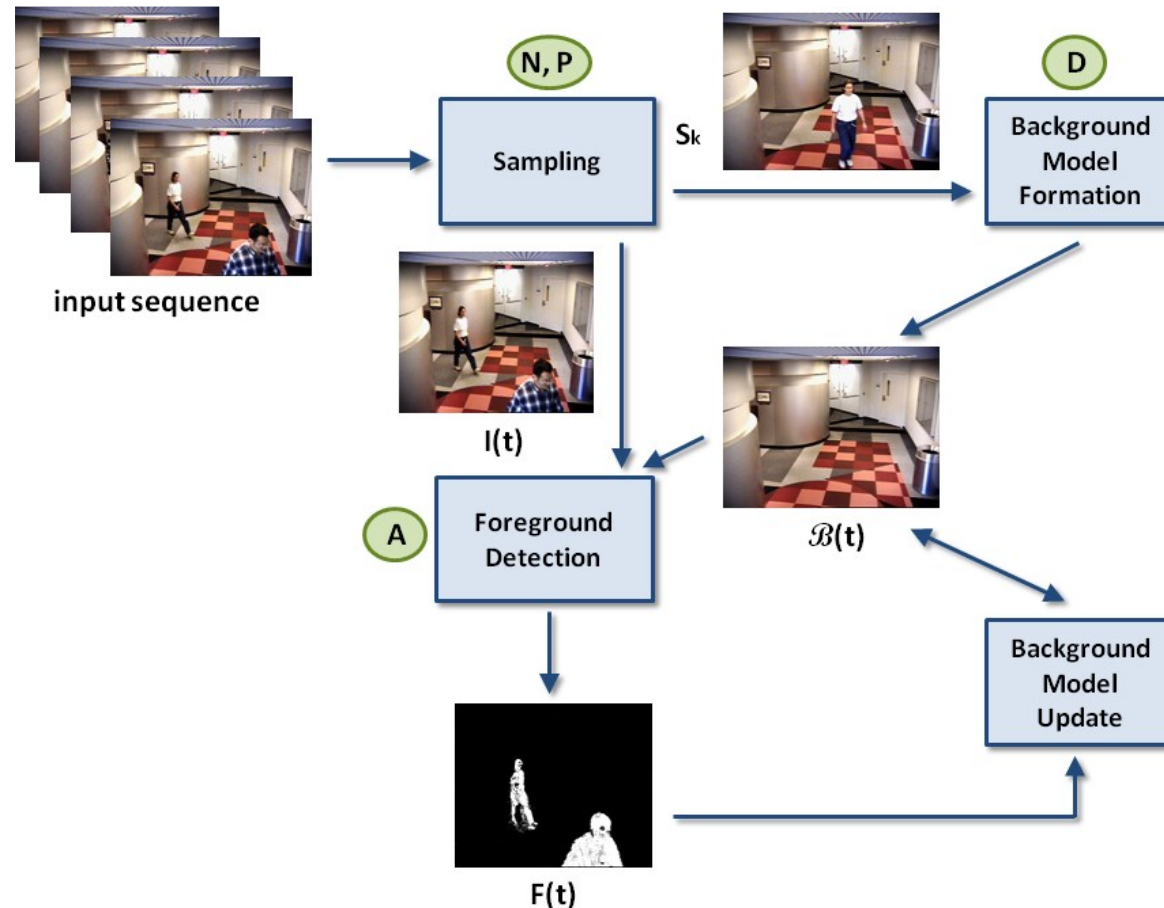 N, P
D
Sampling
Sk
Background
Model
Formation
input sequence
I(t)
A
Foreground
Detection
ℬ(t)
Background
Model
Update
F(t)